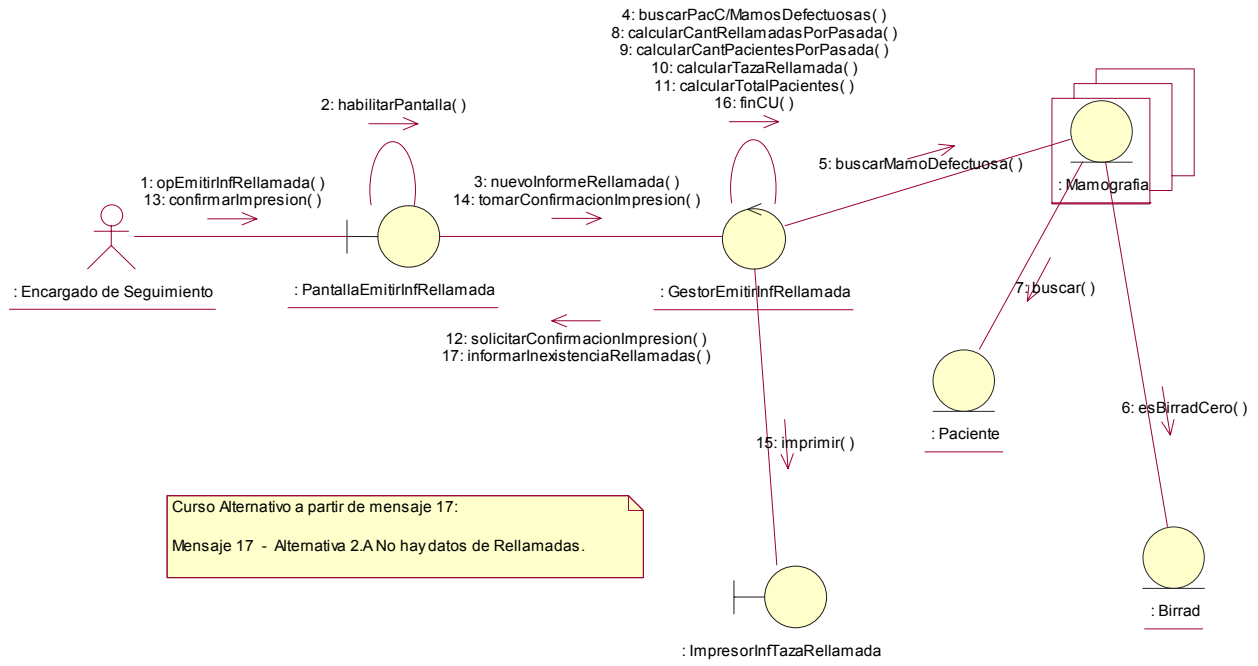 4: buscarPacC/MamosDefectuosas( )
8: calcularCantRellamadasPorPasada( )
9: calcularCantPacientesPorPasada( )
10: calcularTazaRellamada( )
11: calcularTotalPacientes( )
16: finCU( )
2: habilitarPantalla( )
5: buscarMamoDefectuosa( )
: Mamografia
1: opEmitirInfRellamada( )
13: confirmarImpresion( )
3: nuevoInformeRellamada( )
14: tomarConfirmacionImpresion( )
: Encargado de Seguimiento
: PantallaEmitirInfRellamada
: GestorEmitirInfRellamada
7: buscar( )
12: solicitarConfirmacionImpresion( )
17: informarInexistenciaRellamadas( )
6: esBirradCero( )
: Paciente
15: imprimir( )
Curso Alternativo a partir de mensaje 17:
Mensaje 17 - Alternativa 2.A No hay datos de Rellamadas.
: Birrad
: ImpresorInfTazaRellamada